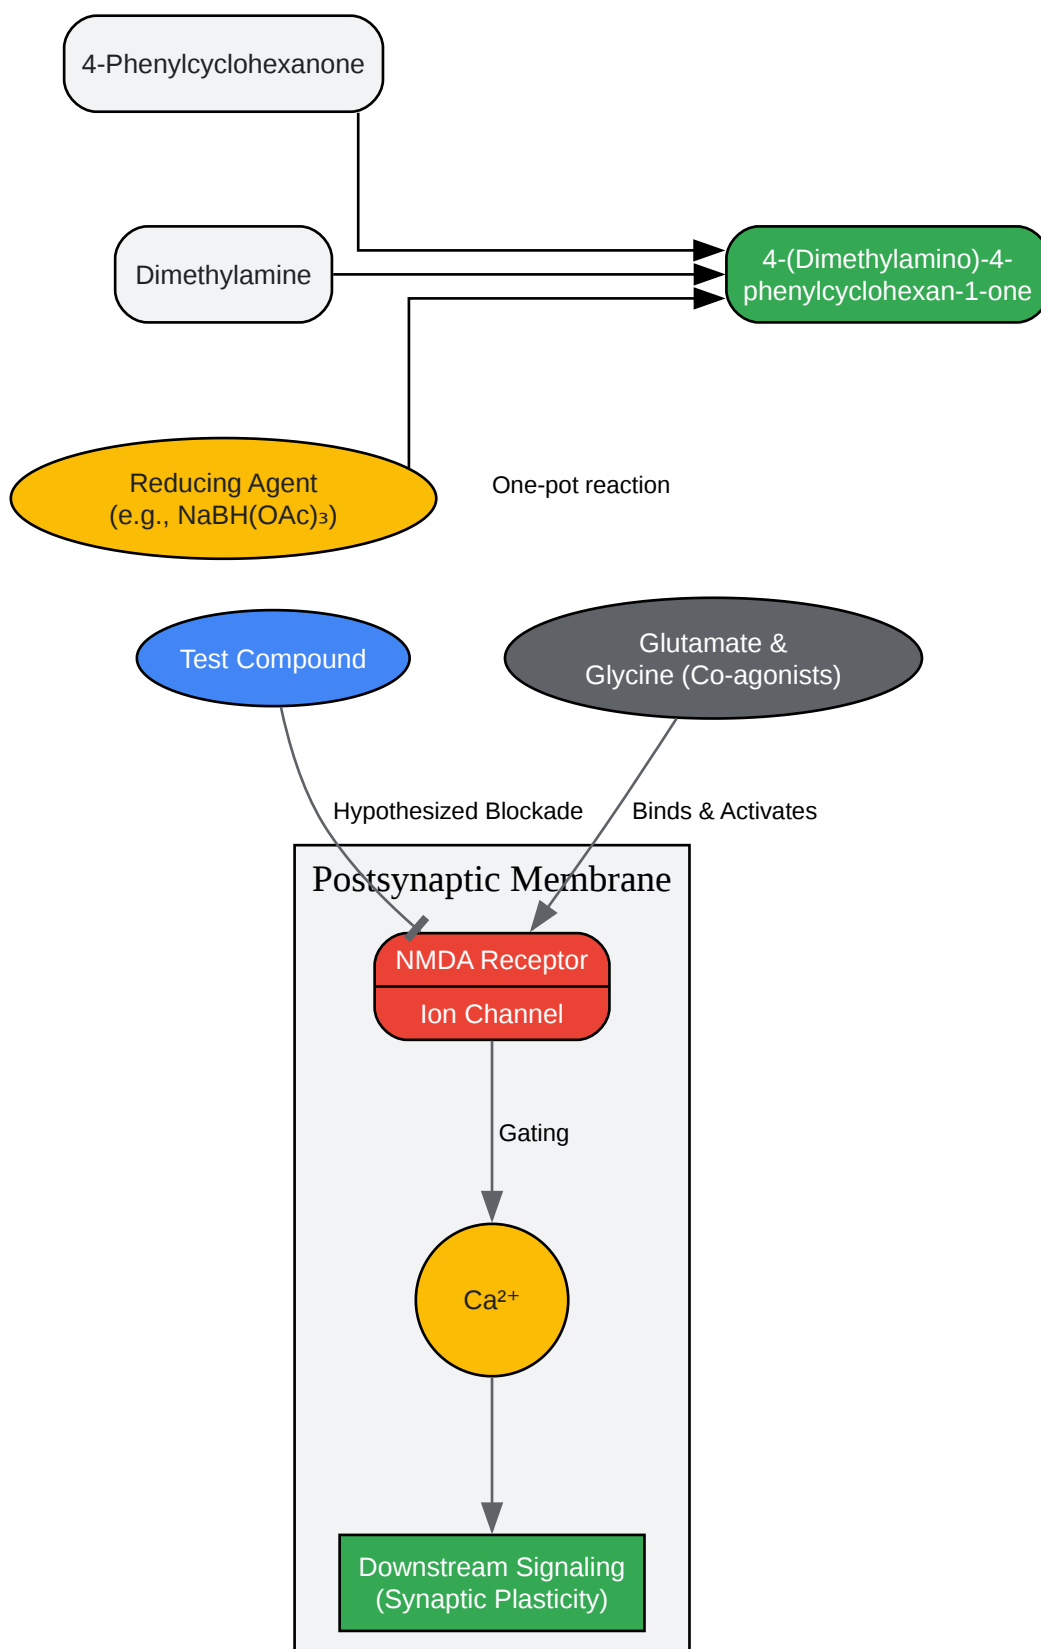 4-Phenylcyclohexanone
Dimethylamine
4-(Dimethylamino)-4-
phenylcyclohexan-1-one
Reducing Agent
(e.g., NaBH(OAc)₃)
One-pot reaction
Test Compound
Glutamate &
Glycine (Co-agonists)
Hypothesized Blockade
Binds & Activates
Postsynaptic Membrane
NMDA Receptor
Ion Channel
Gating
Ca²⁺
Downstream Signaling
(Synaptic Plasticity)